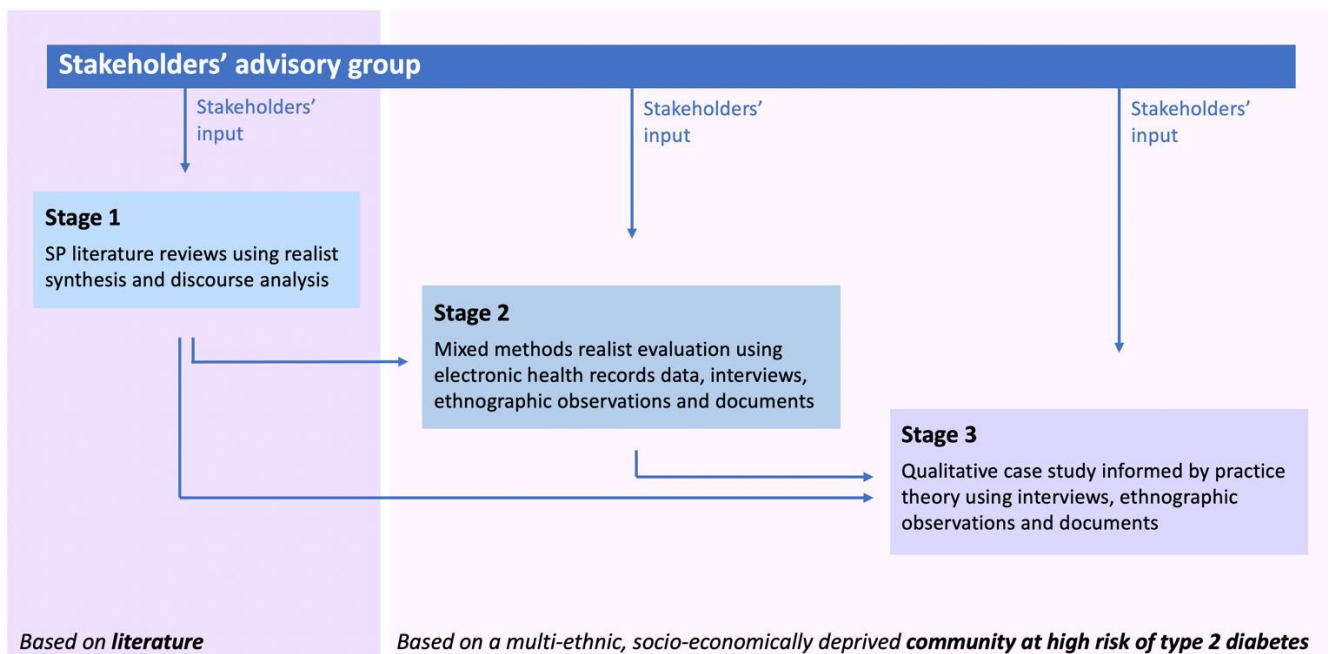 Stakeholders' advisory group
Stakeholders'
input
Stakeholders'
input
Stakeholders'
input
Stage 1
SP literature reviews using realist
synthesis and discourse analysis
Stage 2
Mixed methods realist evaluation using
electronic health records data, interviews,
ethnographic observations and documents
Stage 3
Qualitative case study informed by practice
theory using interviews, ethnographic
observations and documents
Based on literature
Based on a multi-ethnic, socio-economically deprived community at high risk of type 2 diabetes